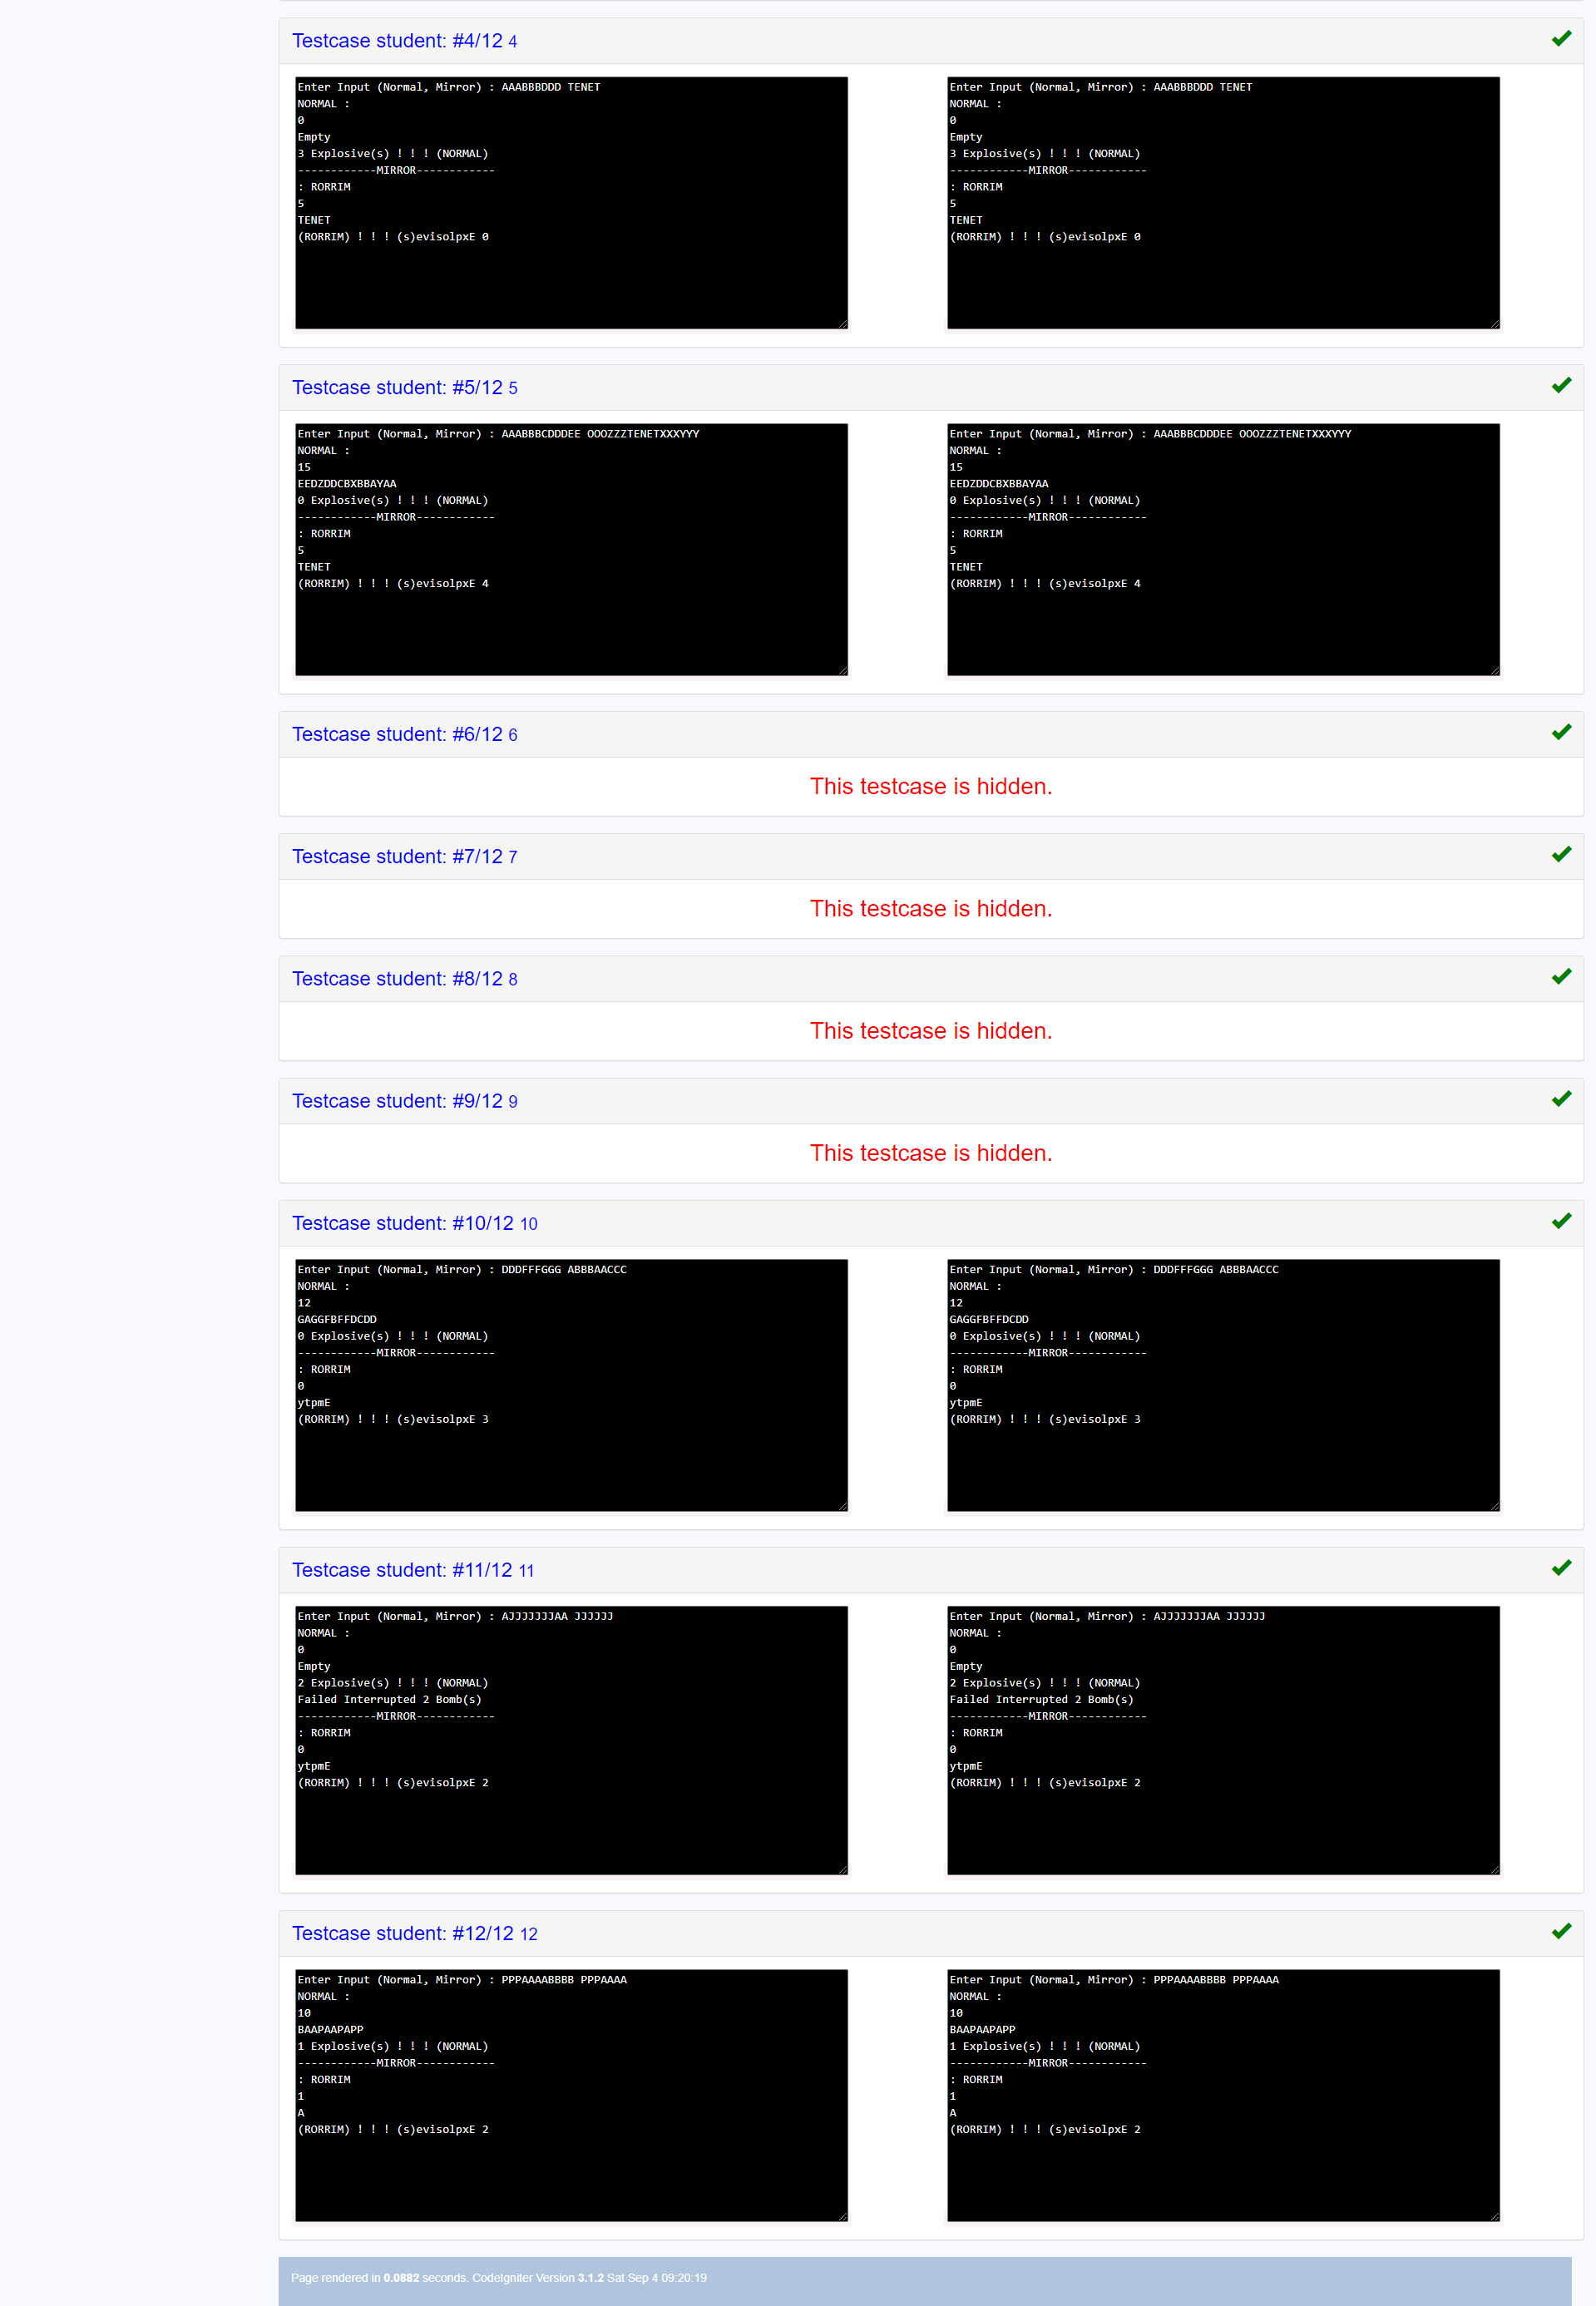 Testcase student: #4/12 4
Enter Input (Normal, Mirror) : AAABBBDDD TENET
NORMAL :
0
Empty
3 Explosive(s) ! ! ! (NORMAL)
------------MIRROR------------
: RORRIM
5
TENET
(RORRIM) ! ! ! (s)evisolpxE 0
Enter Input (Normal, Mirror) : AAABBBDDD TENET
NORMAL :
0
Empty
3 Explosive(s) ! ! ! (NORMAL)
------------MIRROR------------
: RORRIM
5
TENET
(RORRIM) ! ! ! (s)evisolpxE 0
Testcase student: #5/12 5
Enter Input (Normal, Mirror) : AAABBBCDDDEE OOOZZZTENETXXXYYY
NORMAL :
15
EEDZDDCBXBBAYAA
0 Explosive(s) ! ! ! (NORMAL)
------------MIRROR------------
: RORRIM
5
TENET
(RORRIM) ! ! ! (s)evisolpxE 4
Enter Input (Normal, Mirror) : AAABBBCDDDEE OOOZZZTENETXXXYYY
NORMAL :
15
EEDZDDCBXBBAYAA
0 Explosive(s) ! ! ! (NORMAL)
------------MIRROR------------
: RORRIM
5
TENET
(RORRIM) ! ! ! (s)evisolpxE 4
Testcase student: #6/12 6
This testcase is hidden.
Testcase student: #7/12 7
This testcase is hidden.
Testcase student: #8/12 8
This testcase is hidden.
Testcase student: #9/12 9
This testcase is hidden.
Testcase student: #10/12 10
Enter Input (Normal, Mirror) : DDDFFFGGG ABBBAACCC
NORMAL :
12
GAGGFBFFDCDD
0 Explosive(s) ! ! ! (NORMAL)
------------MIRROR------------
: RORRIM
0
ytpmE
(RORRIM) ! ! ! (s)evisolpxE 3
Enter Input (Normal, Mirror) : DDDFFFGGG ABBBAACCC
NORMAL :
12
GAGGFBFFDCDD
0 Explosive(s) ! ! ! (NORMAL)
------------MIRROR------------
: RORRIM
0
ytpmE
(RORRIM) ! ! ! (s)evisolpxE 3
Testcase student: #11/12 11
Enter Input (Normal, Mirror) : AJJJJJJJAA JJJJJJ
NORMAL :
0
Empty
2 Explosive(s) ! ! ! (NORMAL)
Failed Interrupted 2 Bomb(s)
------------MIRROR------------
: RORRIM
0
ytpmE
(RORRIM) ! ! ! (s)evisolpxE 2
Enter Input (Normal, Mirror) : AJJJJJJJAA JJJJJJ
NORMAL :
0
Empty
2 Explosive(s) ! ! ! (NORMAL)
Failed Interrupted 2 Bomb(s)
------------MIRROR------------
: RORRIM
0
ytpmE
(RORRIM) ! ! ! (s)evisolpxE 2
Testcase student: #12/12 12
Enter Input (Normal, Mirror) : PPPAAAABBBB PPPAAAA
NORMAL :
10
BAAPAAPAPP
1 Explosive(s) ! ! ! (NORMAL)
------------MIRROR------------
: RORRIM
1
A
(RORRIM) ! ! ! (s)evisolpxE 2
Enter Input (Normal, Mirror) : PPPAAAABBBB PPPAAAA
NORMAL :
10
BAAPAAPAPP
1 Explosive(s) ! ! ! (NORMAL)
------------MIRROR------------
: RORRIM
1
A
(RORRIM) ! ! ! (s)evisolpxE 2
Page rendered in 0.0882 seconds. CodeIgniter Version 3.1.2 Sat Sep 4 09:20:19